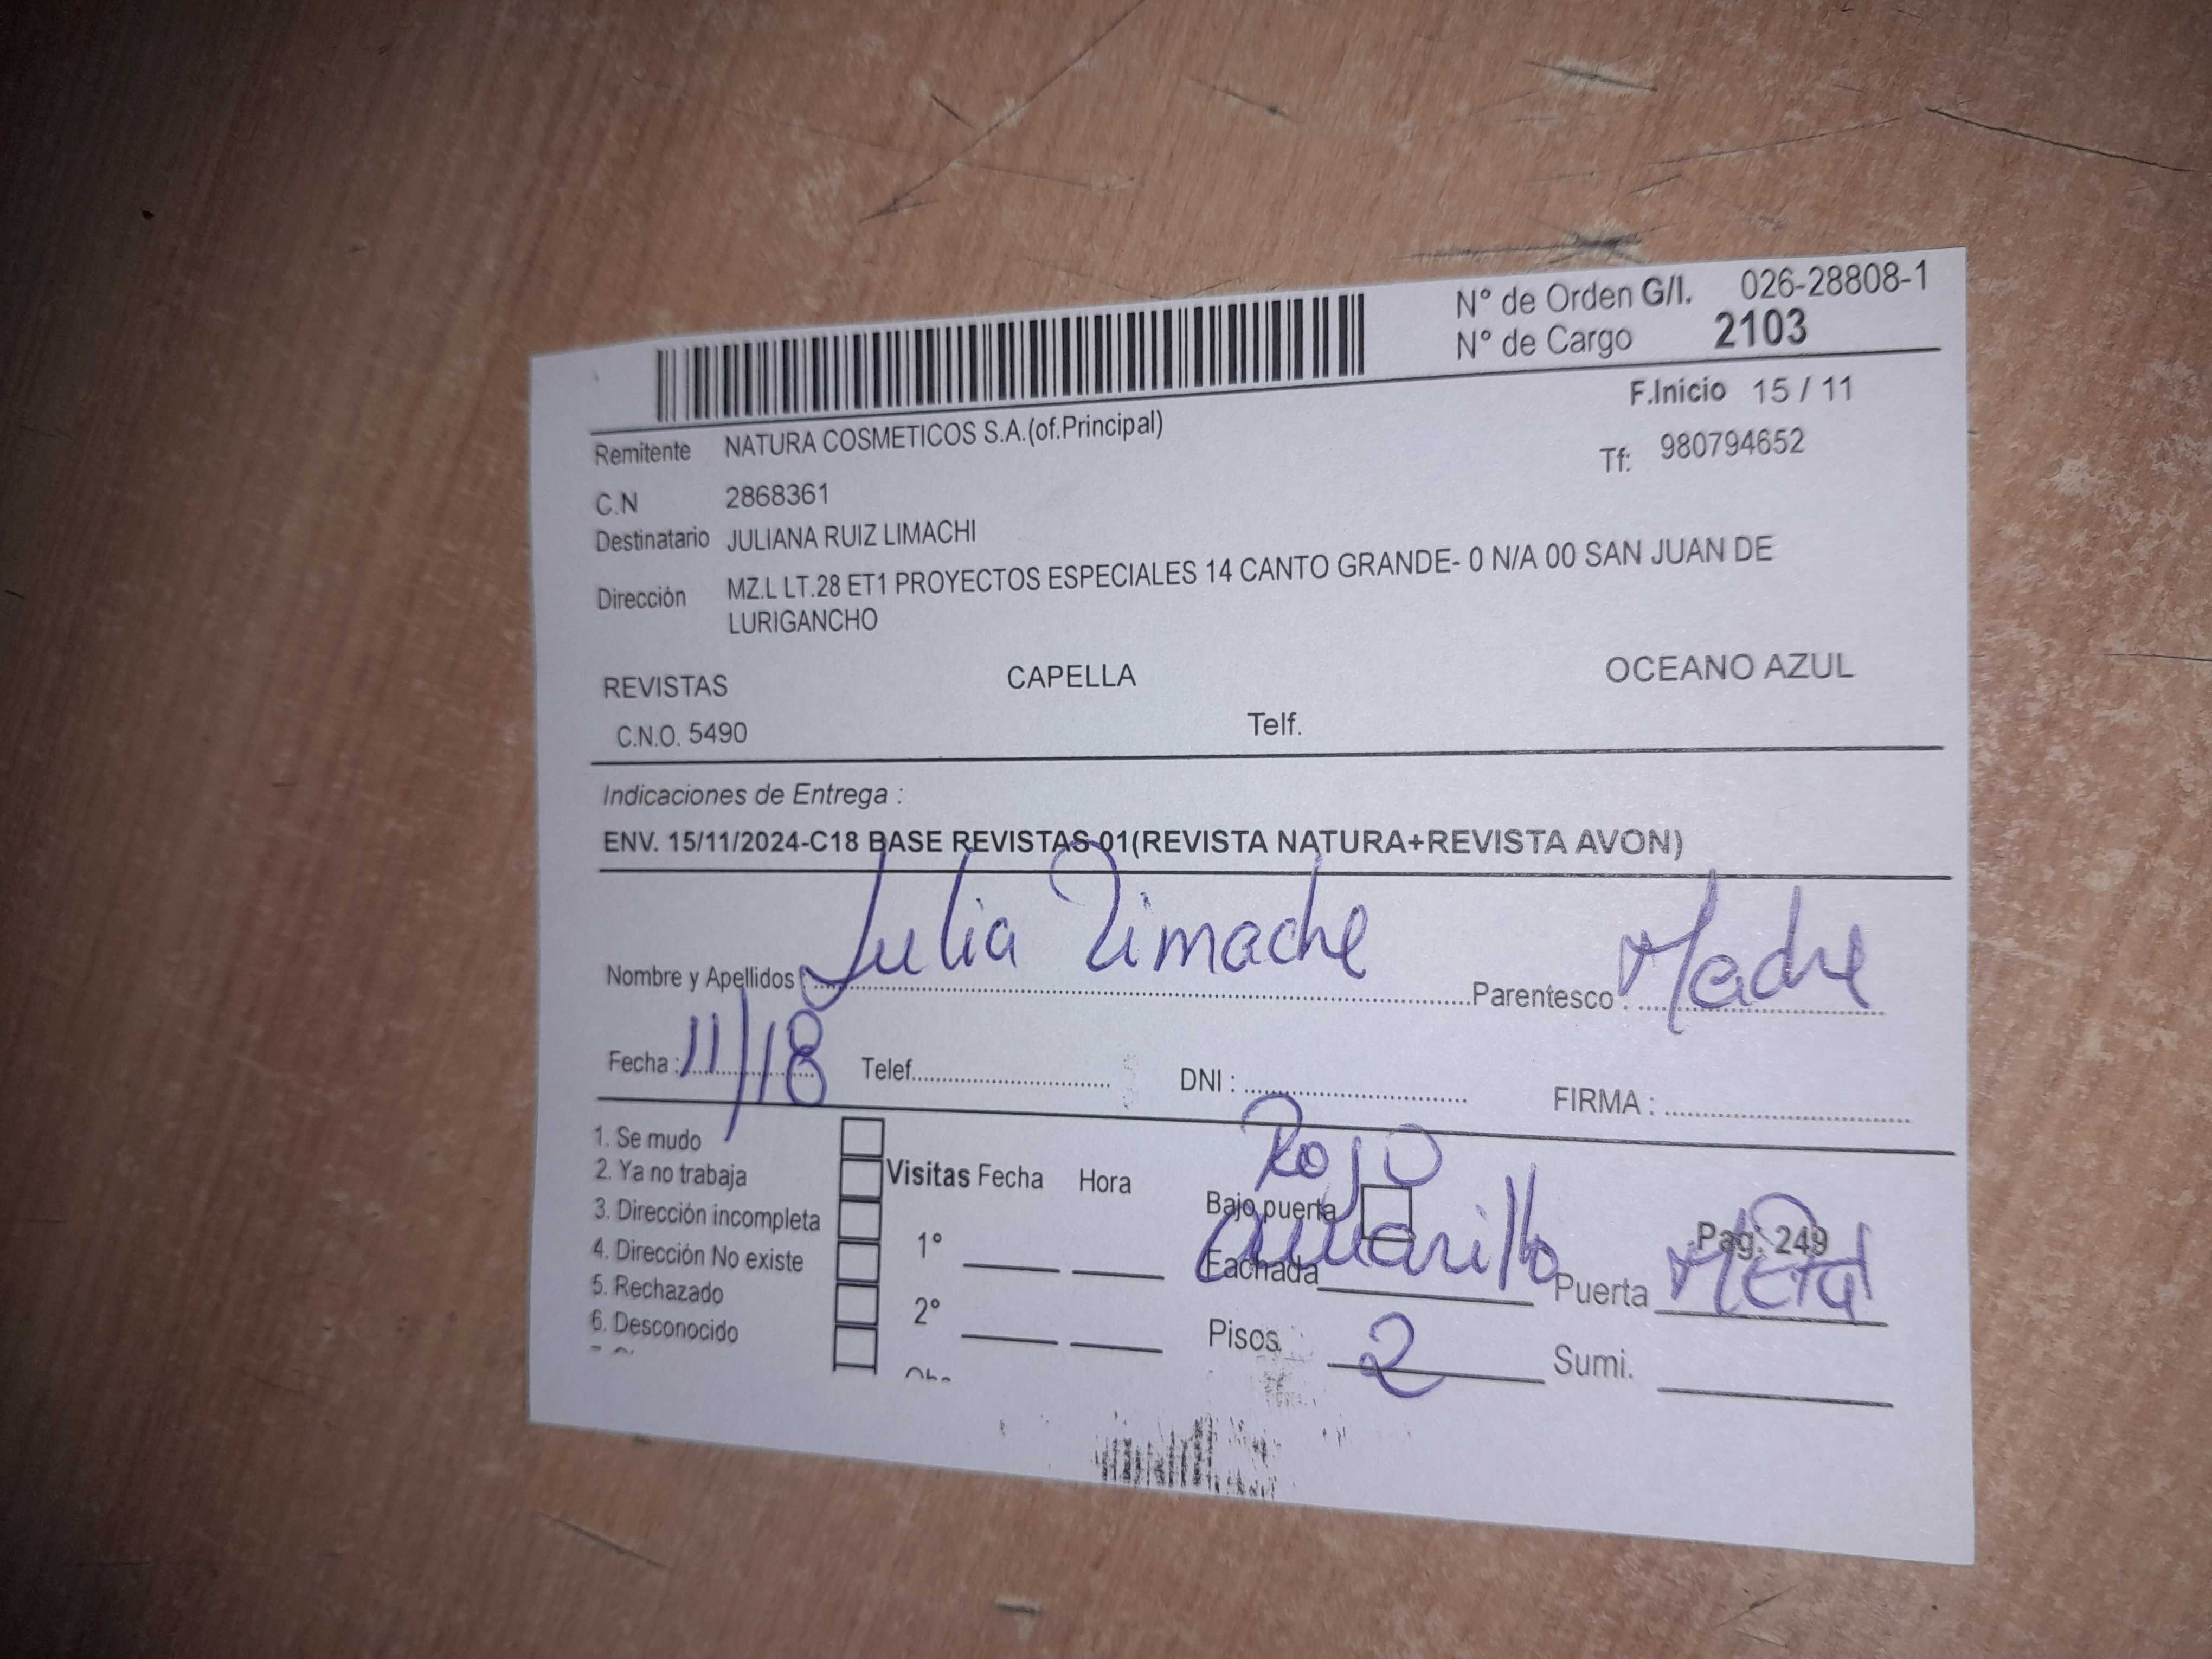 N° de Orden G/I. 026-28808-1
N° de Cargo 2103
F.Inicio 15 / 11
Remitente NATURA COSMETICOS S.A.(of.Principal)
Tf: 980794652
C.N 2868361
Destinatario JULIANA RUIZ LIMACHI
Dirección MZ.L LT.28 ET1 PROYECTOS ESPECIALES 14 CANTO GRANDE- 0 N/A 00 SAN JUAN DE
LURIGANCHO
REVISTAS CAPELLA OCEANO AZUL
C.N.O. 5490 Telf.
Indicaciones de Entrega :
ENV. 15/11/2024-C18 BASE REVISTAS 01(REVISTA NATURA+REVISTA AVON)
Nombre y Apellidos Julia Limache Parentesco : Madre
Fecha : 11/18 Telef. DNI : FIRMA :
1. Se mudo
2. Ya no trabaja
3. Dirección incompleta
4. Dirección No existe
5. Rechazado
6. Desconocido
Visitas Fecha Hora
1°
2°
Rojo
Bajo puerta
Pag: 249
Fachada Amarillo Puerta Metal
Pisos 2 Sumi.